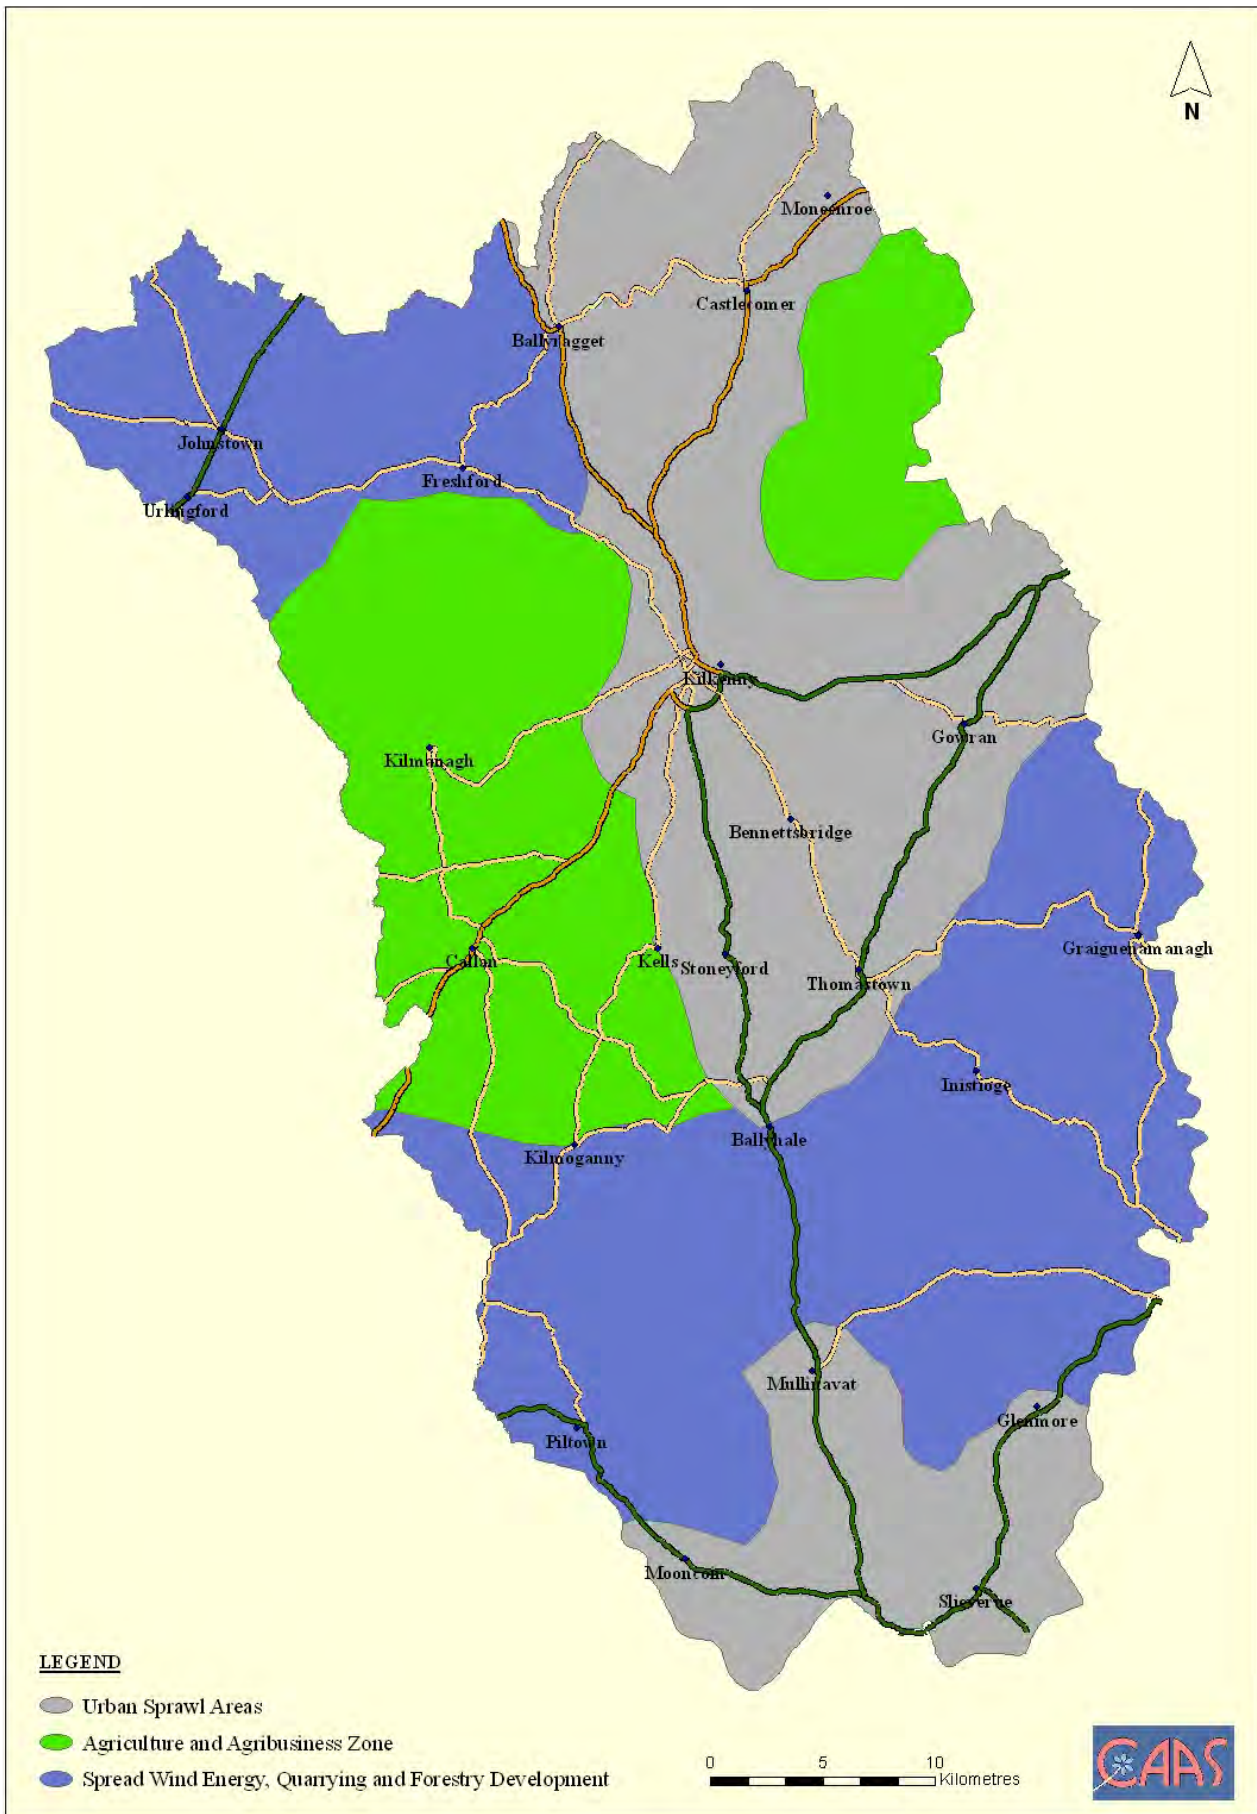 N
Moneenroe
Castlecomer
Ballyragget
Johnstown
Freshford
Urlingford
Kilkenny
Gowran
Kilmanagh
Bennettsbridge
Graiguenamanagh
Callan
Kells
Stoneyford
Thomastown
Inistioge
Ballyhale
Kilmoganny
Mullinavat
Glenmore
Piltown
Mooncoin
Slieverue
LEGEND
Urban Sprawl Areas
Agriculture and Agribusiness Zone
Spread Wind Energy, Quarrying and Forestry Development
0 5 10
Kilometres
CAAS